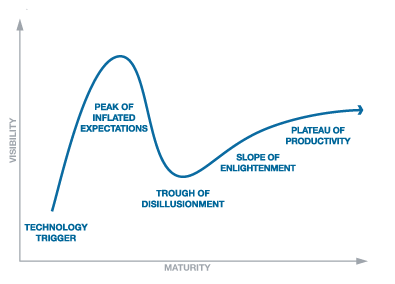 PEAK OF
INFLATED
EXPECTATIONS
PLATEAU OF
PRODUCTIVITY
SLOPE OF
ENLIGHTENMENT
TROUGH OF
DISILLUSIONMENT
TECHNOLOGY
TRIGGER
VISIBILITY
MATURITY